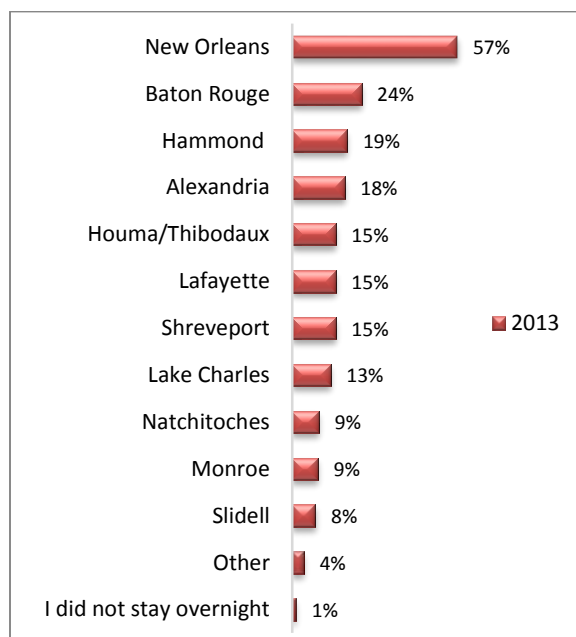 New Orleans 57%
Baton Rouge 24%
Hammond 19%
Alexandria 18%
Houma/Thibodaux 15%
Lafayette 15%
Shreveport 15%
2013
Lake Charles 13%
Natchitoches 9%
Monroe 9%
Slidell 8%
Other 4%
I did not stay overnight 1%